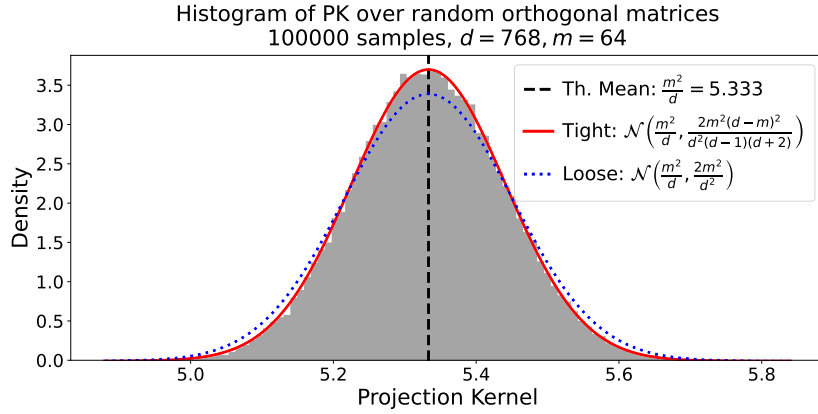 Histogram of PK over random orthogonal matrices
100000 samples, d = 768, m = 64
Density
3.5
3.0
2.5
2.0
1.5
1.0
0.5
0.0
Th. Mean: m²/d = 5.333
Tight: 𝒩(m²/d, 2m²(d−m)²/d²(d−1)(d+2))
Loose: 𝒩(m²/d, 2m²/d²)
5.0 5.2 5.4 5.6 5.8
Projection Kernel